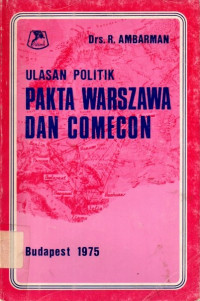 Drs. R. AMBARMAN
ULASAN POLITIK
PAKTA WARSZAWA
DAN COMECON
Budapest 1975